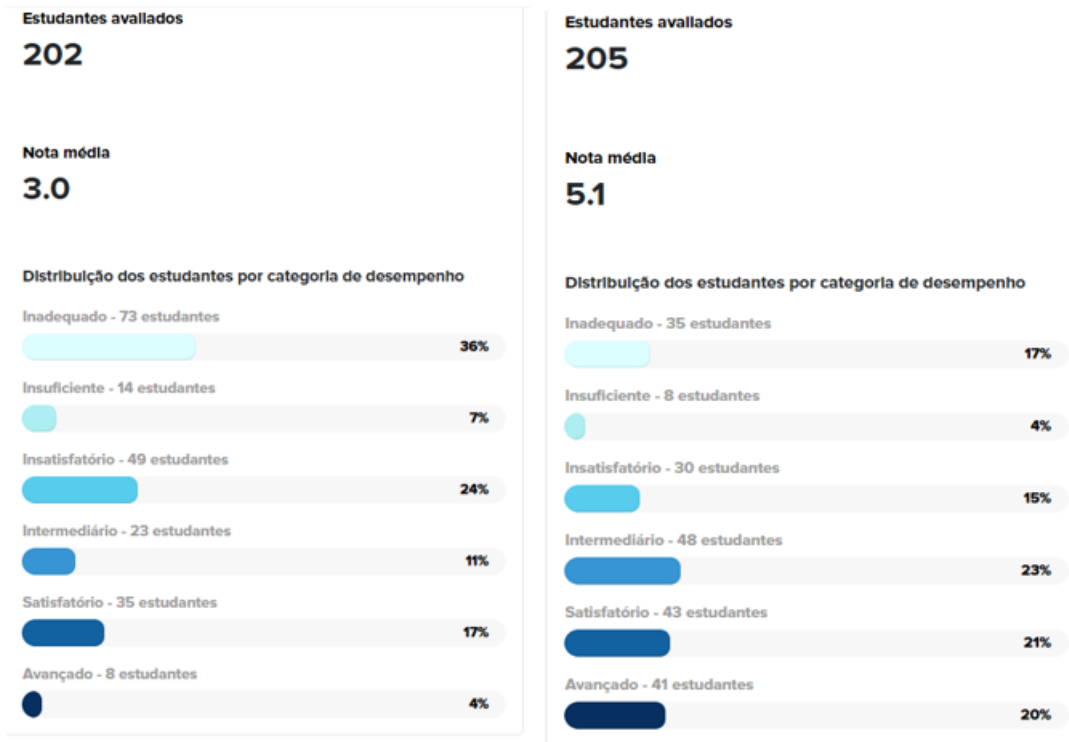 Estudantes avaliados
202
Nota média
3.0
Distribuição dos estudantes por categoria de desempenho
Inadequado - 73 estudantes
36%
Insuficiente - 14 estudantes
7%
Insatisfatório - 49 estudantes
24%
Intermediário - 23 estudantes
11%
Satisfatório - 35 estudantes
17%
Avançado - 8 estudantes
4%
Estudantes avaliados
205
Nota média
5.1
Distribuição dos estudantes por categoria de desempenho
Inadequado - 35 estudantes
17%
Insuficiente - 8 estudantes
4%
Insatisfatório - 30 estudantes
15%
Intermediário - 48 estudantes
23%
Satisfatório - 43 estudantes
21%
Avançado - 41 estudantes
20%